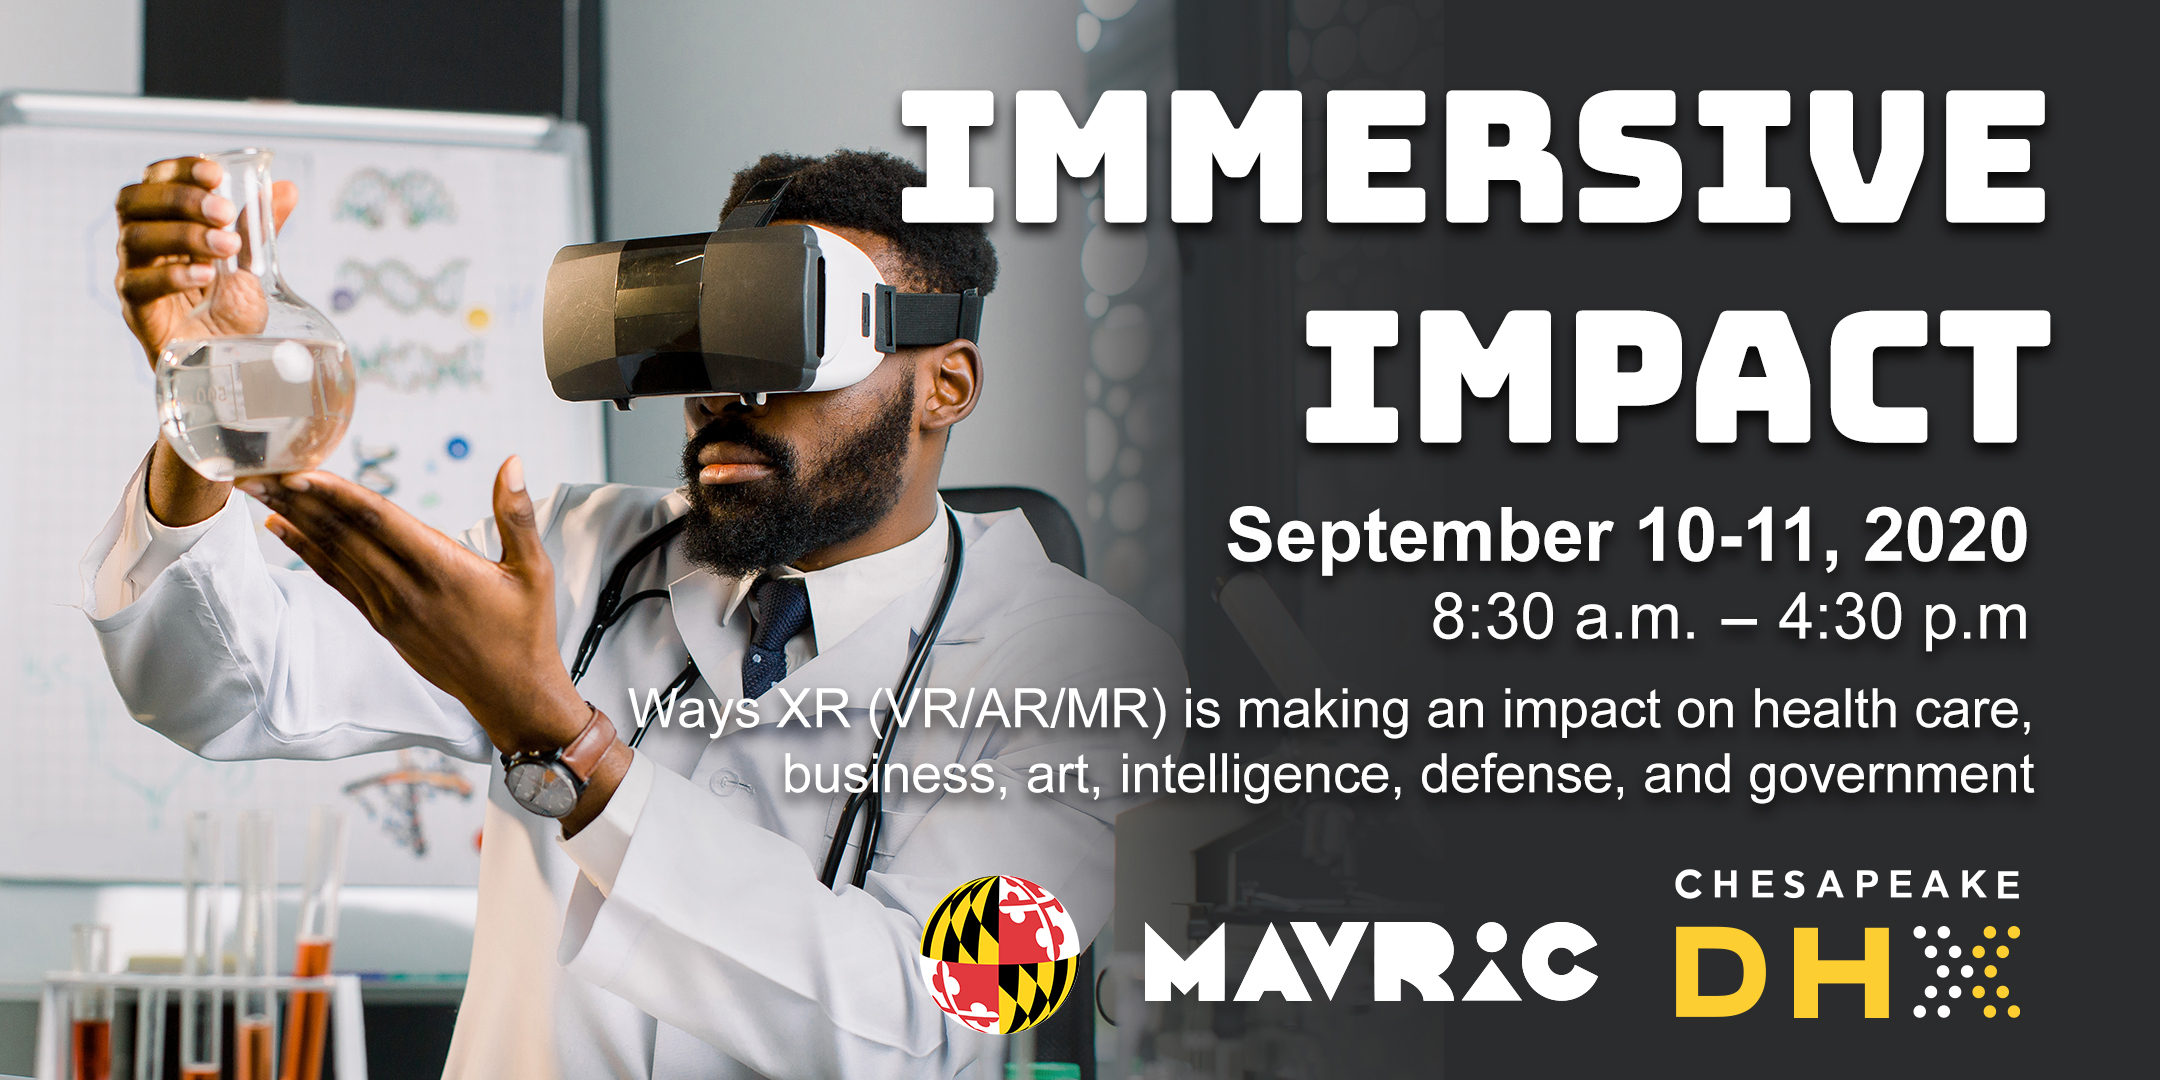 IMMERSIVE
IMPACT
September 10-11, 2020
8:30 a.m. – 4:30 p.m
Ways XR (VR/AR/MR) is making an impact on health care,
business, art, intelligence, defense, and government
MAVRIC
CHESAPEAKE
DHX